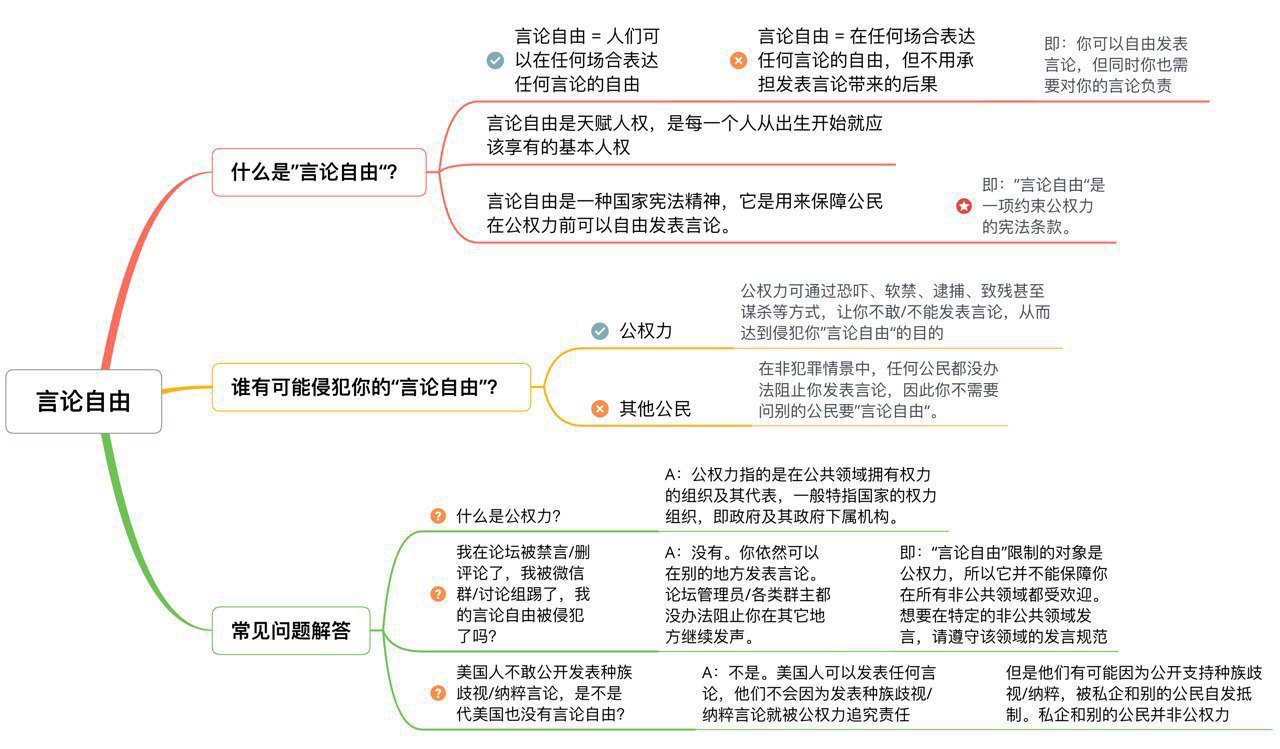 言论自由 = 人们可
以在任何场合表达
任何言论的自由
言论自由 = 在任何场合表达
任何言论的自由，但不用承
担发表言论带来的后果
即：你可以自由发表
言论，但同时你也需
要对你的言论负责
言论自由是天赋人权，是每一个人从出生开始就应
该享有的基本人权
什么是”言论自由“？
言论自由是一种国家宪法精神，它是用来保障公民
在公权力前可以自由发表言论。
即：”言论自由“是
一项约束公权力
的宪法条款。
言论自由
谁有可能侵犯你的“言论自由”？
公权力
公权力可通过恐吓、软禁、逮捕、致残甚至
谋杀等方式，让你不敢/不能发表言论，从而
达到侵犯你”言论自由“的目的
其他公民
在非犯罪情景中，任何公民都没办
法阻止你发表言论，因此你不需要
问别的公民要”言论自由“。
常见问题解答
什么是公权力？
A：公权力指的是在公共领域拥有权力
的组织及其代表，一般特指国家的权力
组织，即政府及其政府下属机构。
我在论坛被禁言/删
评论了，我被微信
群/讨论组踢了，我
的言论自由被侵犯
了吗？
A：没有。你依然可以
在别的地方发表言论。
论坛管理员/各类群主都
没办法阻止你在其它地
方继续发声。
即：“言论自由”限制的对象是
公权力，所以它并不能保障你
在所有非公共领域都受欢迎。
想要在特定的非公共领域发
言，请遵守该领域的发言规范
美国人不敢公开发表种族
歧视/纳粹言论，是不是
代美国也没有言论自由？
A：不是。美国人可以发表任何言
论，他们不会因为发表种族歧视/
纳粹言论就被公权力追究责任
但是他们有可能因为公开支持种族歧
视/纳粹，被私企和别的公民自发抵
制。私企和别的公民并非公权力